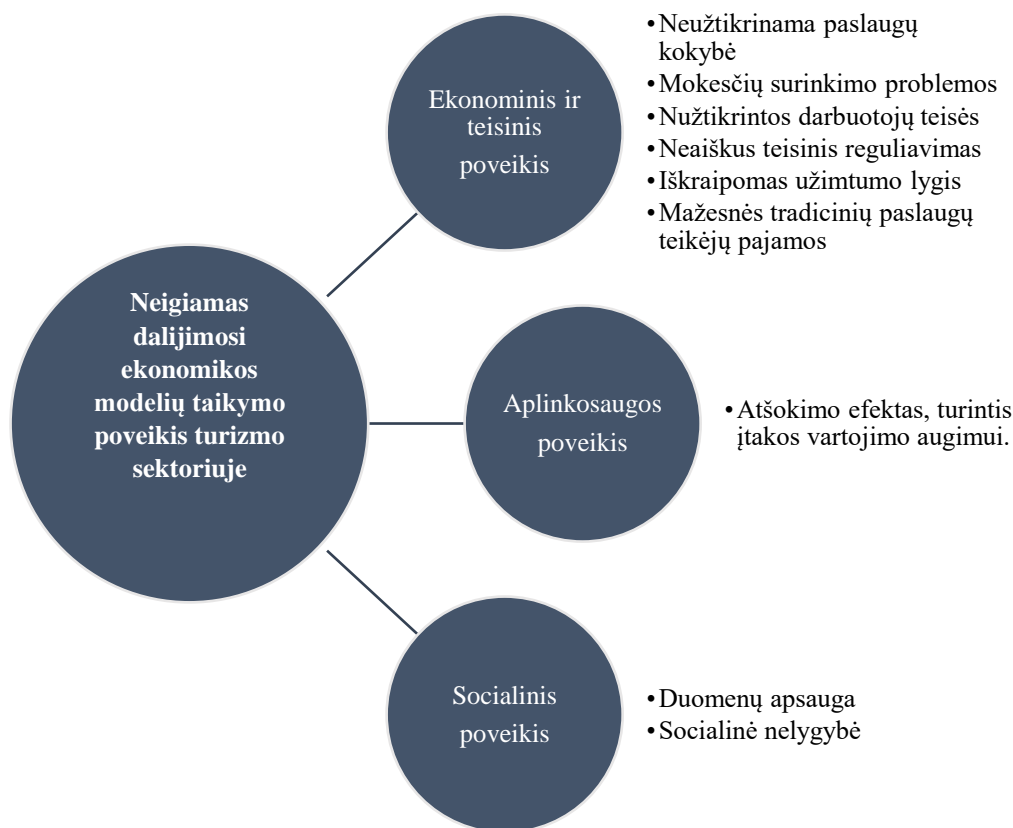 Neigiamas
dalijimosi
ekonomikos
modelių taikymo
poveikis turizmo
sektoriuje
Ekonominis ir
teisinis
poveikis
•Neužtikrinama paslaugų
kokybė
•Mokesčių surinkimo problemos
•Nužtikrintos darbuotojų teisės
•Neaiškus teisinis reguliavimas
•Iškraipomas užimtumo lygis
•Mažesnės tradicinių paslaugų
teikėjų pajamos
Aplinkosaugos
poveikis
•Atšokimo efektas, turintis
įtakos vartojimo augimui.
Socialinis
poveikis
•Duomenų apsauga
•Socialinė nelygybė